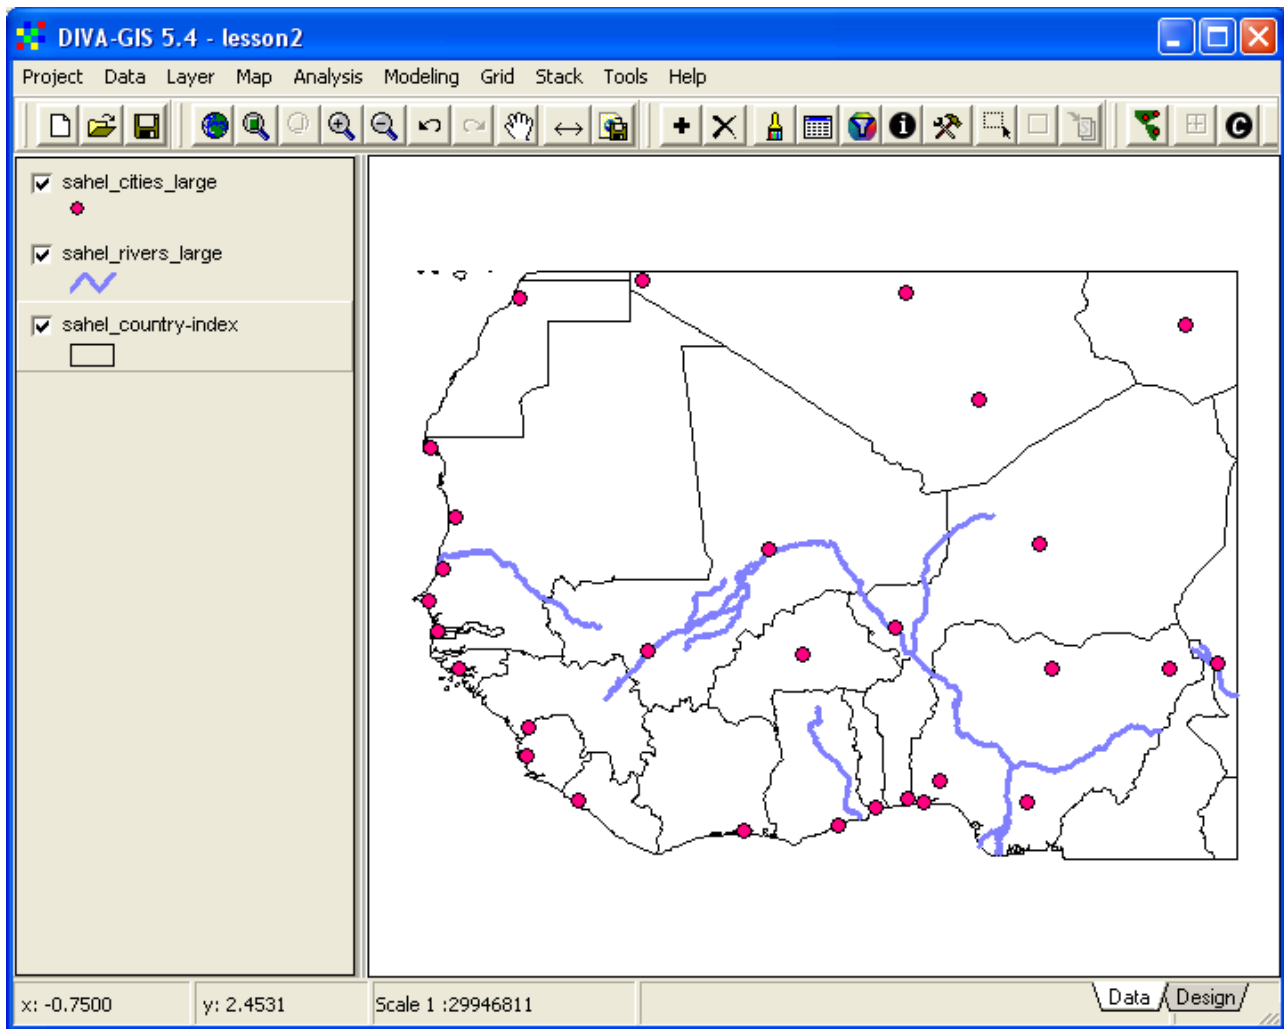 DIVA-GIS 5.4 - lesson2
Project Data Layer Map Analysis Modeling Grid Stack Tools Help
sahel_cities_large
sahel_rivers_large
sahel_country-index
x: -0.7500 y: 2.4531 Scale 1 :29946811 Data Design